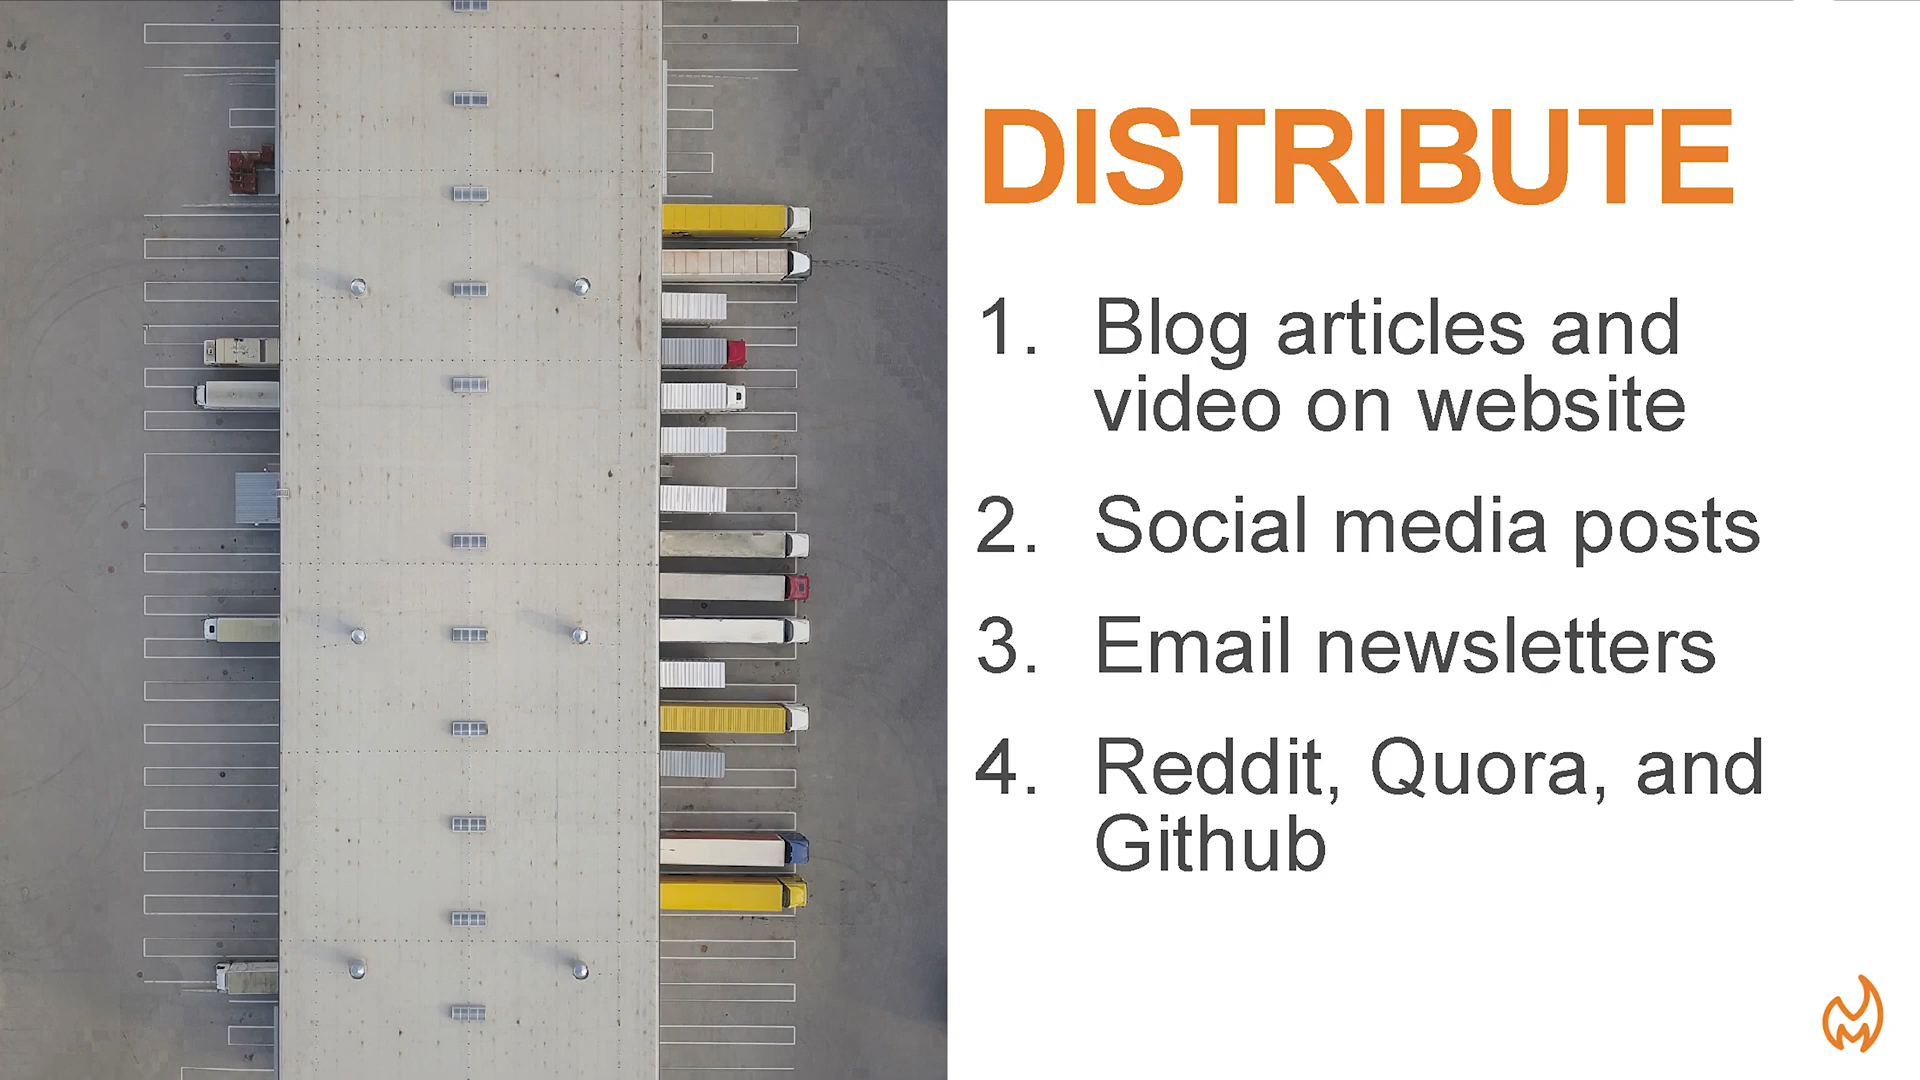 DISTRIBUTE
1. Blog articles and
video on website
2. Social media posts
3. Email newsletters
4. Reddit, Quora, and
Github